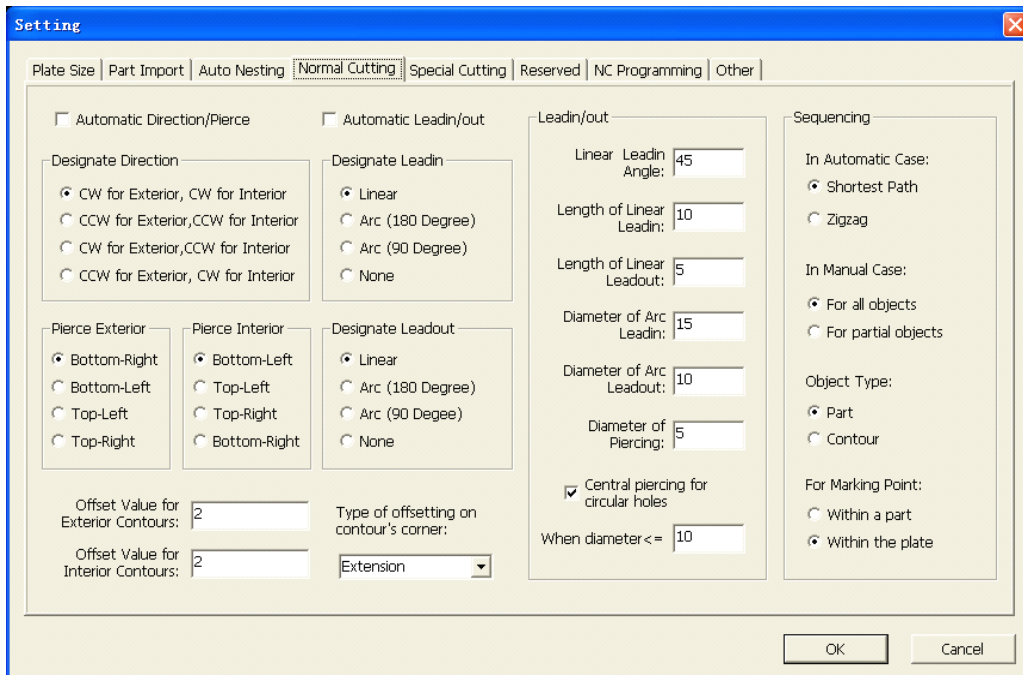 Setting
Plate Size
Part Import
Auto Nesting
Normal Cutting
Special Cutting
Reserved
NC Programming
Other
Automatic Direction/Pierce
Automatic Leadin/out
Designate Direction
CW for Exterior, CW for Interior
CCW for Exterior,CCW for Interior
CW for Exterior,CCW for Interior
CCW for Exterior, CW for Interior
Designate Leadin
Linear
Arc (180 Degree)
Arc (90 Degree)
None
Pierce Exterior
Bottom-Right
Bottom-Left
Top-Left
Top-Right
Pierce Interior
Bottom-Left
Top-Left
Top-Right
Bottom-Right
Designate Leadout
Linear
Arc (180 Degree)
Arc (90 Degee)
None
Offset Value for
Exterior Contours:
2
Offset Value for
Interior Contours:
2
Type of offsetting on
contour's corner:
Extension
Leadin/out
Linear Leadin
Angle:
45
Length of Linear
Leadin:
10
Length of Linear
Leadout:
5
Diameter of Arc
Leadin:
15
Diameter of Arc
Leadout:
10
Diameter of
Piercing:
5
Central piercing for
circular holes
When diameter<=
10
Sequencing
In Automatic Case:
Shortest Path
Zigzag
In Manual Case:
For all objects
For partial objects
Object Type:
Part
Contour
For Marking Point:
Within a part
Within the plate
OK
Cancel